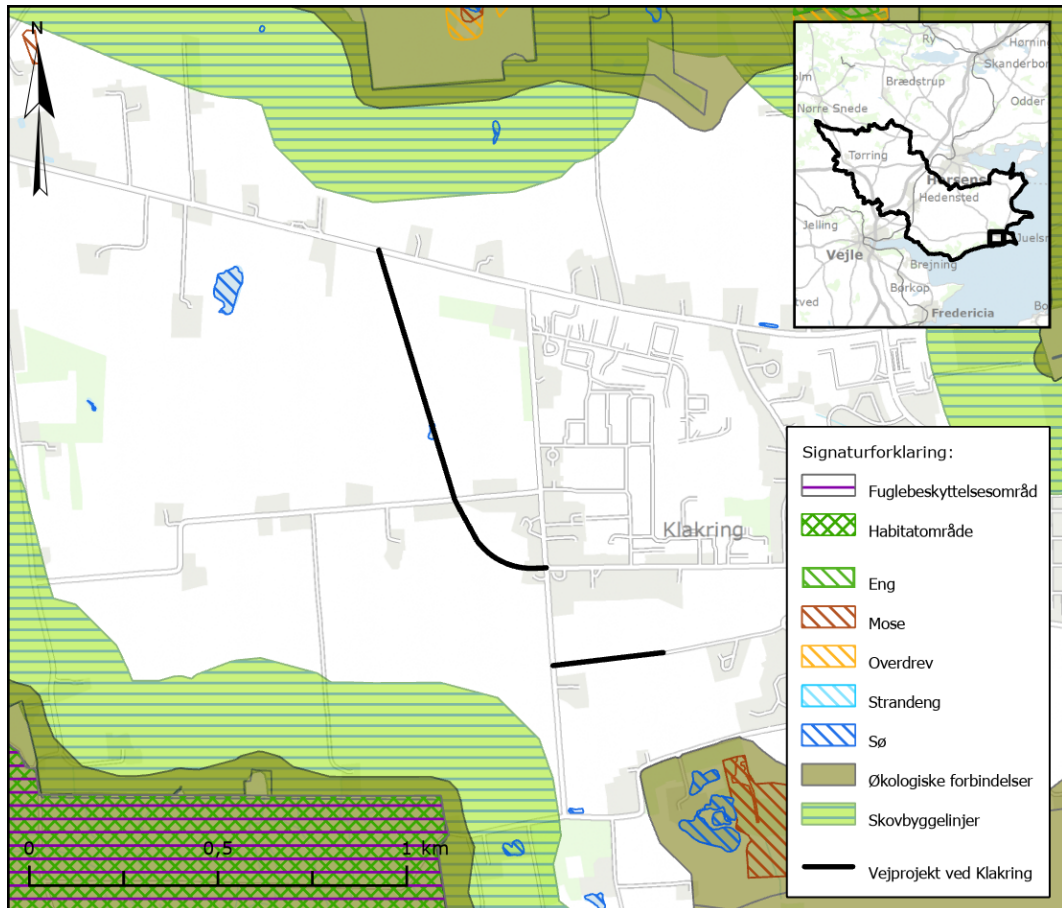 N
Ry
Hørning
Skanderborg
Brædstrup
Odder
Nørre Snede
Tørring
Horsens
Hedensted
Jelling
Juelsm
Vejle
Brejning
Børkop
Fredericia
Klakring
Signaturforklaring:
Fuglebeskyttelsesområd
Habitatområde
Eng
Mose
Overdrev
Strandeng
Sø
Økologiske forbindelser
Skovbyggelinjer
Vejprojekt ved Klakring
0 0,5 1 km